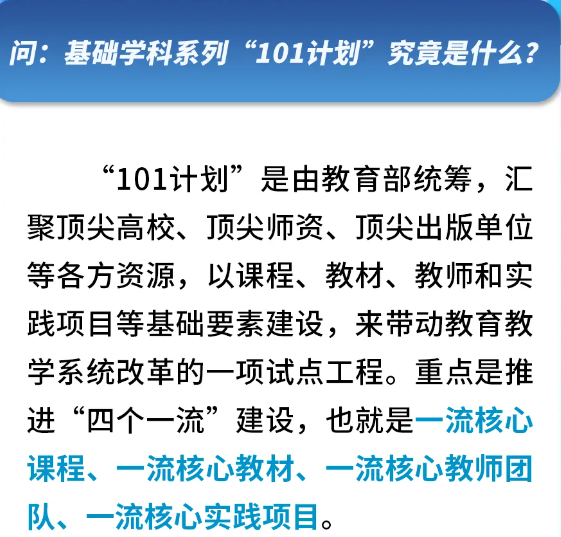 问：基础学科系列“101计划”究竟是什么？
“101计划”是由教育部统筹，汇
聚顶尖高校、顶尖师资、顶尖出版单位
等各方资源，以课程、教材、教师和实
践项目等基础要素建设，来带动教育教
学系统改革的一项试点工程。重点是推
进“四个一流”建设，也就是一流核心
课程、一流核心教材、一流核心教师团
队、一流核心实践项目。